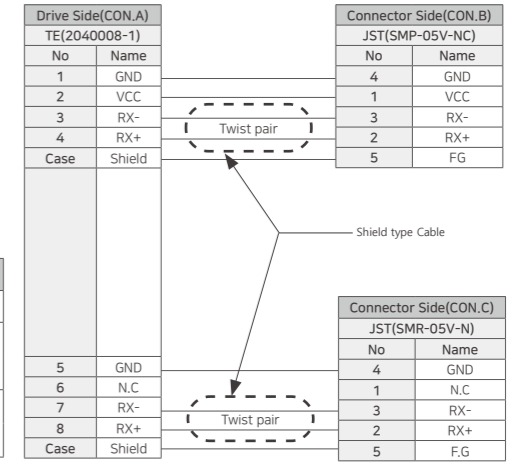 Drive Side(CON.A)
TE(2040008-1)
No Name
1 GND
2 VCC
3 RX-
4 RX+
Case Shield
5 GND
6 N.C
7 RX-
8 RX+
Case Shield
Twist pair
Shield type Cable
Twist pair
Connector Side(CON.B)
JST(SMP-05V-NC)
No Name
4 GND
1 VCC
3 RX-
2 RX+
5 FG
Connector Side(CON.C)
JST(SMR-05V-N)
No Name
4 GND
1 N.C
3 RX-
2 RX+
5 F.G